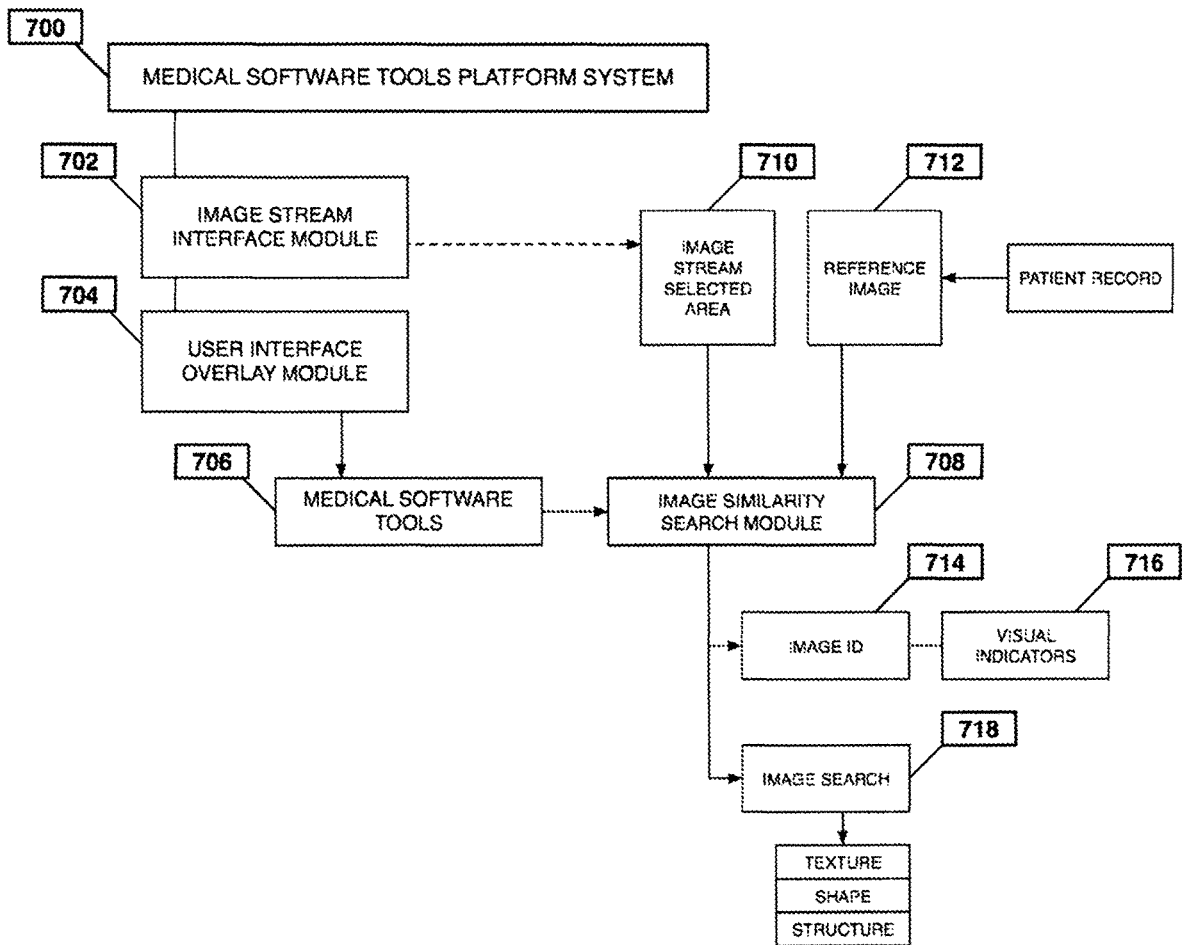 700
MEDICAL SOFTWARE TOOLS PLATFORM SYSTEM
702
IMAGE STREAM
INTERFACE MODULE
710
IMAGE
STREAM
SELECTED
AREA
712
REFERENCE
IMAGE
PATIENT RECORD
704
USER INTERFACE
OVERLAY MODULE
706
MEDICAL SOFTWARE
TOOLS
708
IMAGE SIMILARITY
SEARCH MODULE
714
IMAGE ID
716
VISUAL
INDICATORS
718
IMAGE SEARCH
TEXTURE
SHAPE
STRUCTURE